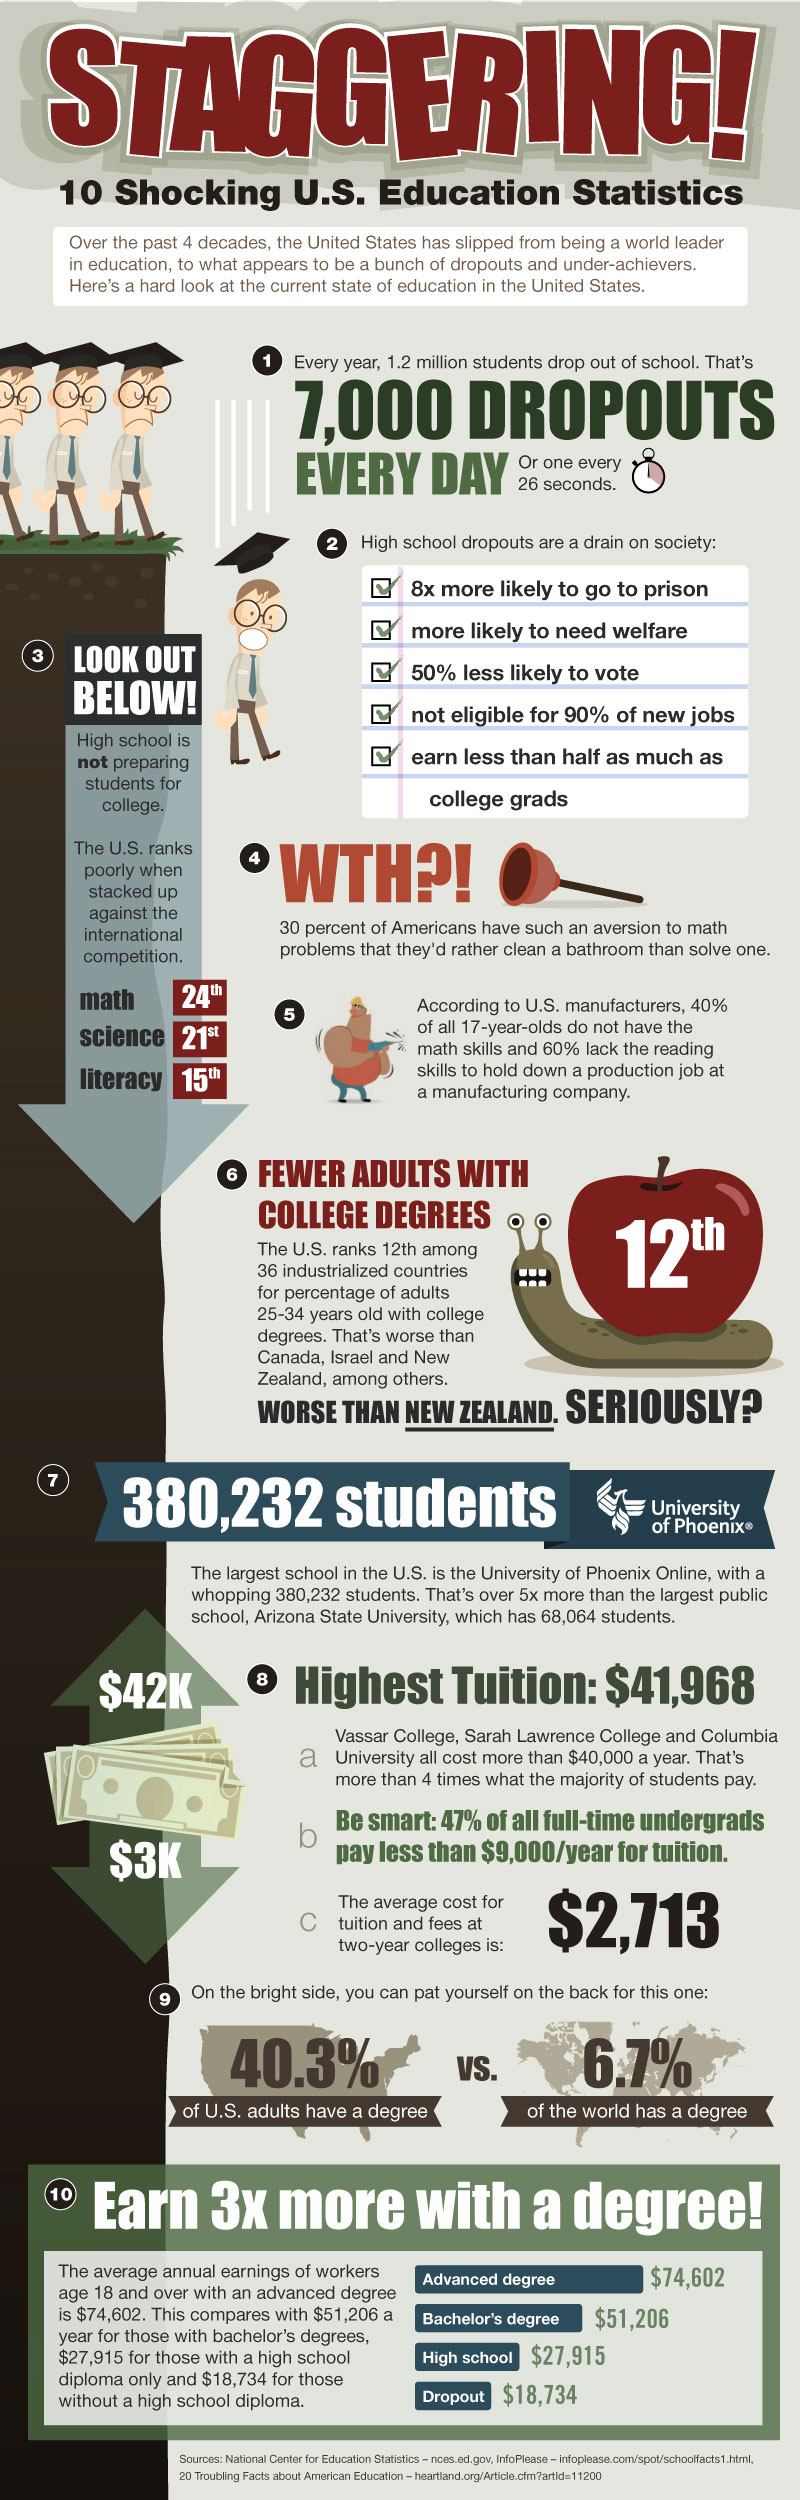 STAGGERING!
10 Shocking U.S. Education Statistics
Over the past 4 decades, the United States has slipped from being a world leader
in education, to what appears to be a bunch of dropouts and under-achievers.
Here's a hard look at the current state of education in the United States.
1
Every year, 1.2 million students drop out of school. That's
7,000 DROPOUTS
EVERY DAY
Or one every
26 seconds.
2
High school dropouts are a drain on society:
8x more likely to go to prison
more likely to need welfare
50% less likely to vote
not eligible for 90% of new jobs
earn less than half as much as
college grads
3
LOOK OUT
BELOW!
High school is
not preparing
students for
college.
The U.S. ranks
poorly when
stacked up
against the
international
competition.
math 24th
science 21st
literacy 15th
4
WTH?!
30 percent of Americans have such an aversion to math
problems that they'd rather clean a bathroom than solve one.
5
According to U.S. manufacturers, 40%
of all 17-year-olds do not have the
math skills and 60% lack the reading
skills to hold down a production job at
a manufacturing company.
6
FEWER ADULTS WITH
COLLEGE DEGREES
The U.S. ranks 12th among
36 industrialized countries
for percentage of adults
25-34 years old with college
degrees. That's worse than
Canada, Israel and New
Zealand, among others.
12th
WORSE THAN NEW ZEALAND. SERIOUSLY?
7
380,232 students
University
of Phoenix®
The largest school in the U.S. is the University of Phoenix Online, with a
whopping 380,232 students. That's over 5x more than the largest public
school, Arizona State University, which has 68,064 students.
$42K
$3K
8
Highest Tuition: $41,968
a
Vassar College, Sarah Lawrence College and Columbia
University all cost more than $40,000 a year. That's
more than 4 times what the majority of students pay.
b
Be smart: 47% of all full-time undergrads
pay less than $9,000/year for tuition.
c
The average cost for
tuition and fees at
two-year colleges is:
$2,713
9
On the bright side, you can pat yourself on the back for this one:
40.3%
of U.S. adults have a degree
vs.
6.7%
of the world has a degree
10
Earn 3x more with a degree!
The average annual earnings of workers
age 18 and over with an advanced degree
is $74,602. This compares with $51,206 a
year for those with bachelor's degrees,
$27,915 for those with a high school
diploma only and $18,734 for those
without a high school diploma.
Advanced degree $74,602
Bachelor's degree $51,206
High school $27,915
Dropout $18,734
Sources: National Center for Education Statistics – nces.ed.gov, InfoPlease – infoplease.com/spot/schoolfacts1.html,
20 Troubling Facts about American Education – heartland.org/Article.cfm?artId=11200